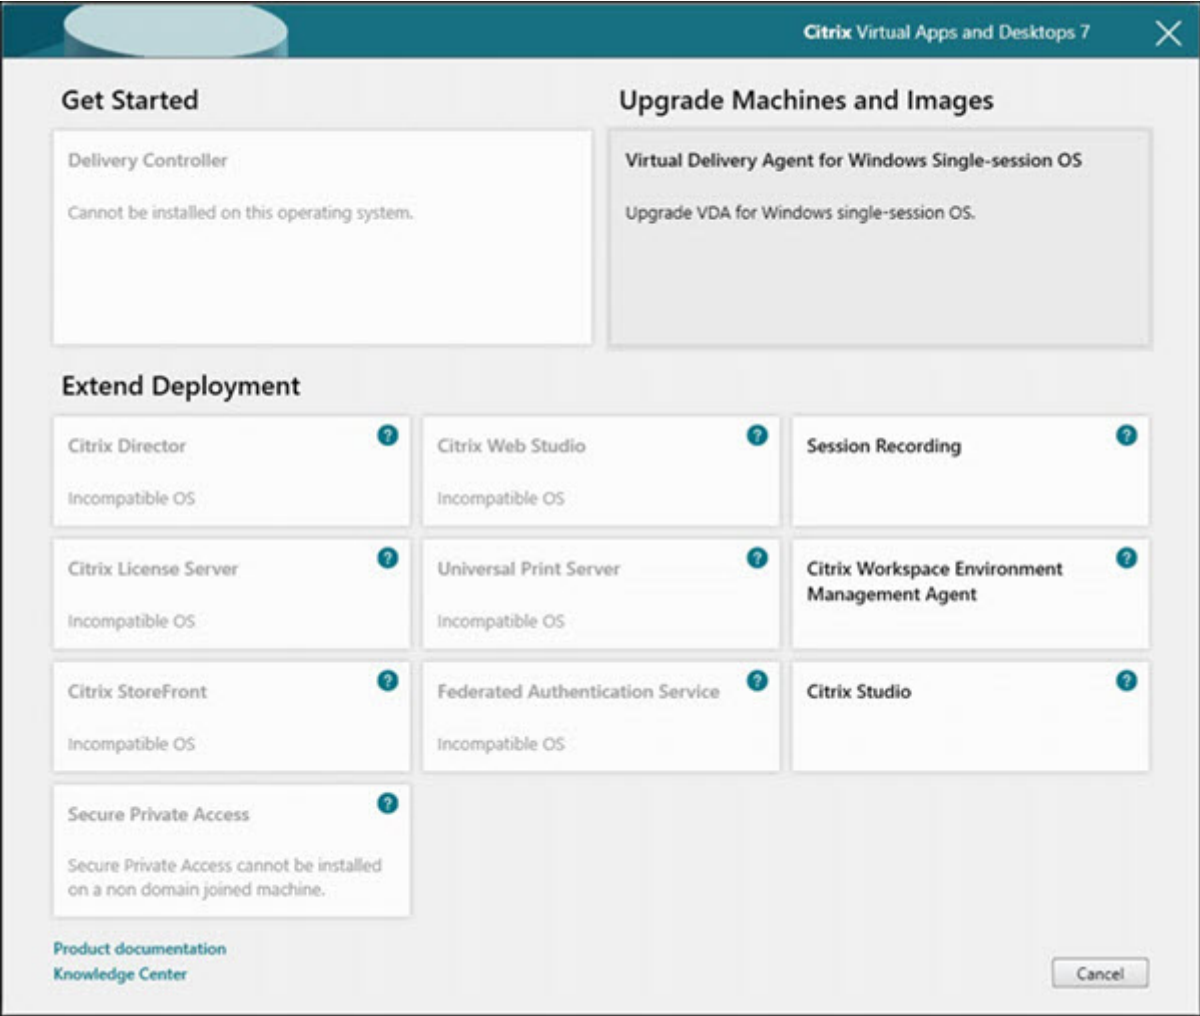 Citrix Virtual Apps and Desktops 7
Get Started
Upgrade Machines and Images
Delivery Controller
Cannot be installed on this operating system.
Virtual Delivery Agent for Windows Single-session OS
Upgrade VDA for Windows single-session OS.
Extend Deployment
Citrix Director
?
Incompatible OS
Citrix Web Studio
?
Incompatible OS
Session Recording
?
Citrix License Server
?
Incompatible OS
Universal Print Server
?
Incompatible OS
Citrix Workspace Environment
Management Agent
?
Citrix StoreFront
?
Incompatible OS
Federated Authentication Service
?
Incompatible OS
Citrix Studio
?
Secure Private Access
?
Secure Private Access cannot be installed
on a non domain joined machine.
Product documentation
Knowledge Center
Cancel